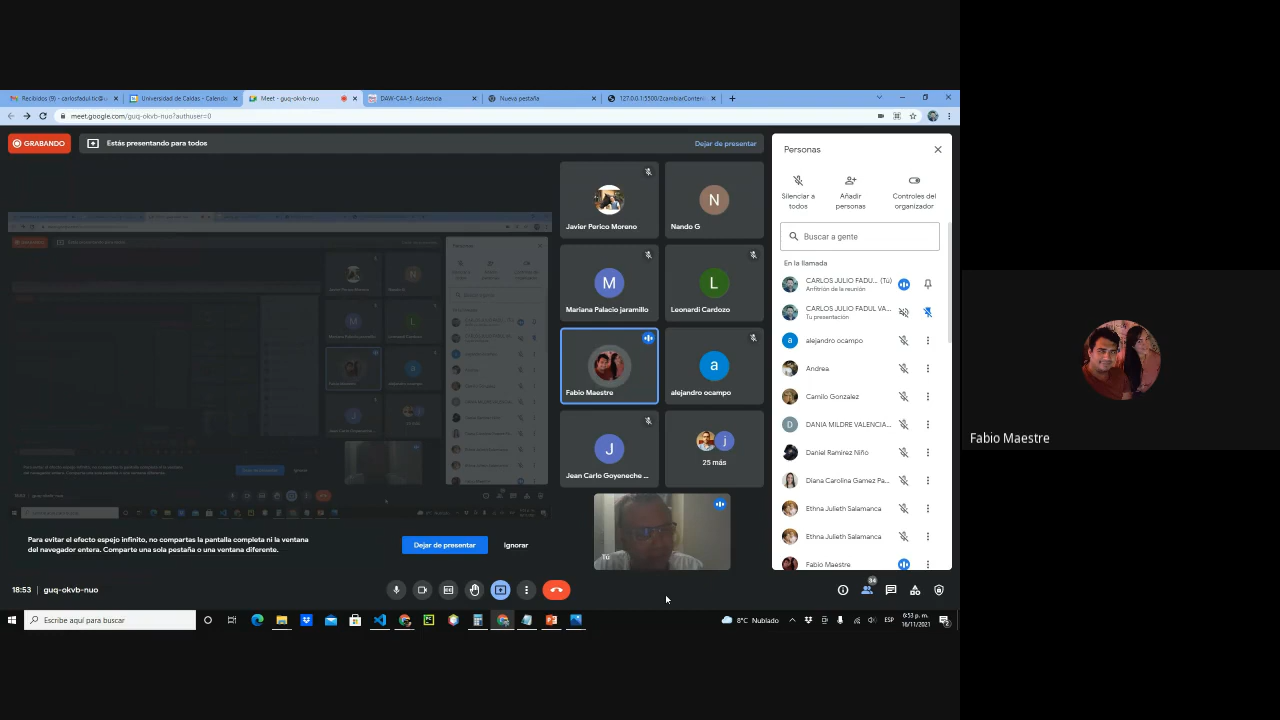 Recibidos (9) - carlosfadul.tic@u
Universidad de Caldas - Calenda
Meet - guq-okvb-nuo
DAW-C4A-5: Asistencia
Nueva pestaña
127.0.0.1:5500/2cambiarConteni
meet.google.com/guq-okvb-nuo?authuser=0
GRABANDO
Estás presentando para todos
Dejar de presentar
Personas
Silenciar a todos
Añadir personas
Controles del organizador
Buscar a gente
En la llamada
CARLOS JULIO FADU... (Tú)
Anfitrión de la reunión
CARLOS JULIO FADUL VA...
Tu presentación
alejandro ocampo
Andrea
Camilo Gonzalez
DANIA MILDRE VALENCIA...
Daniel Ramirez Niño
Diana Carolina Gamez Pa...
Ethna Julieth Salamanca
Ethna Julieth Salamanca
Fabio Maestre
Javier Perico Moreno
N
Nando G
M
Mariana Palacio jaramillo
L
Leonardi Cardozo
Fabio Maestre
a
alejandro ocampo
J
Jean Carlo Goyeneche ...
j
25 más
Tú
Para evitar el efecto espejo infinito, no compartas la pantalla completa ni la ventana
del navegador entera. Comparte una sola pestaña o una ventana diferente.
Dejar de presentar
Ignorar
18:53 | guq-okvb-nuo
34
Escribe aquí para buscar
8°C Nublado
ESP
6:53 p. m.
16/11/2021
Fabio Maestre